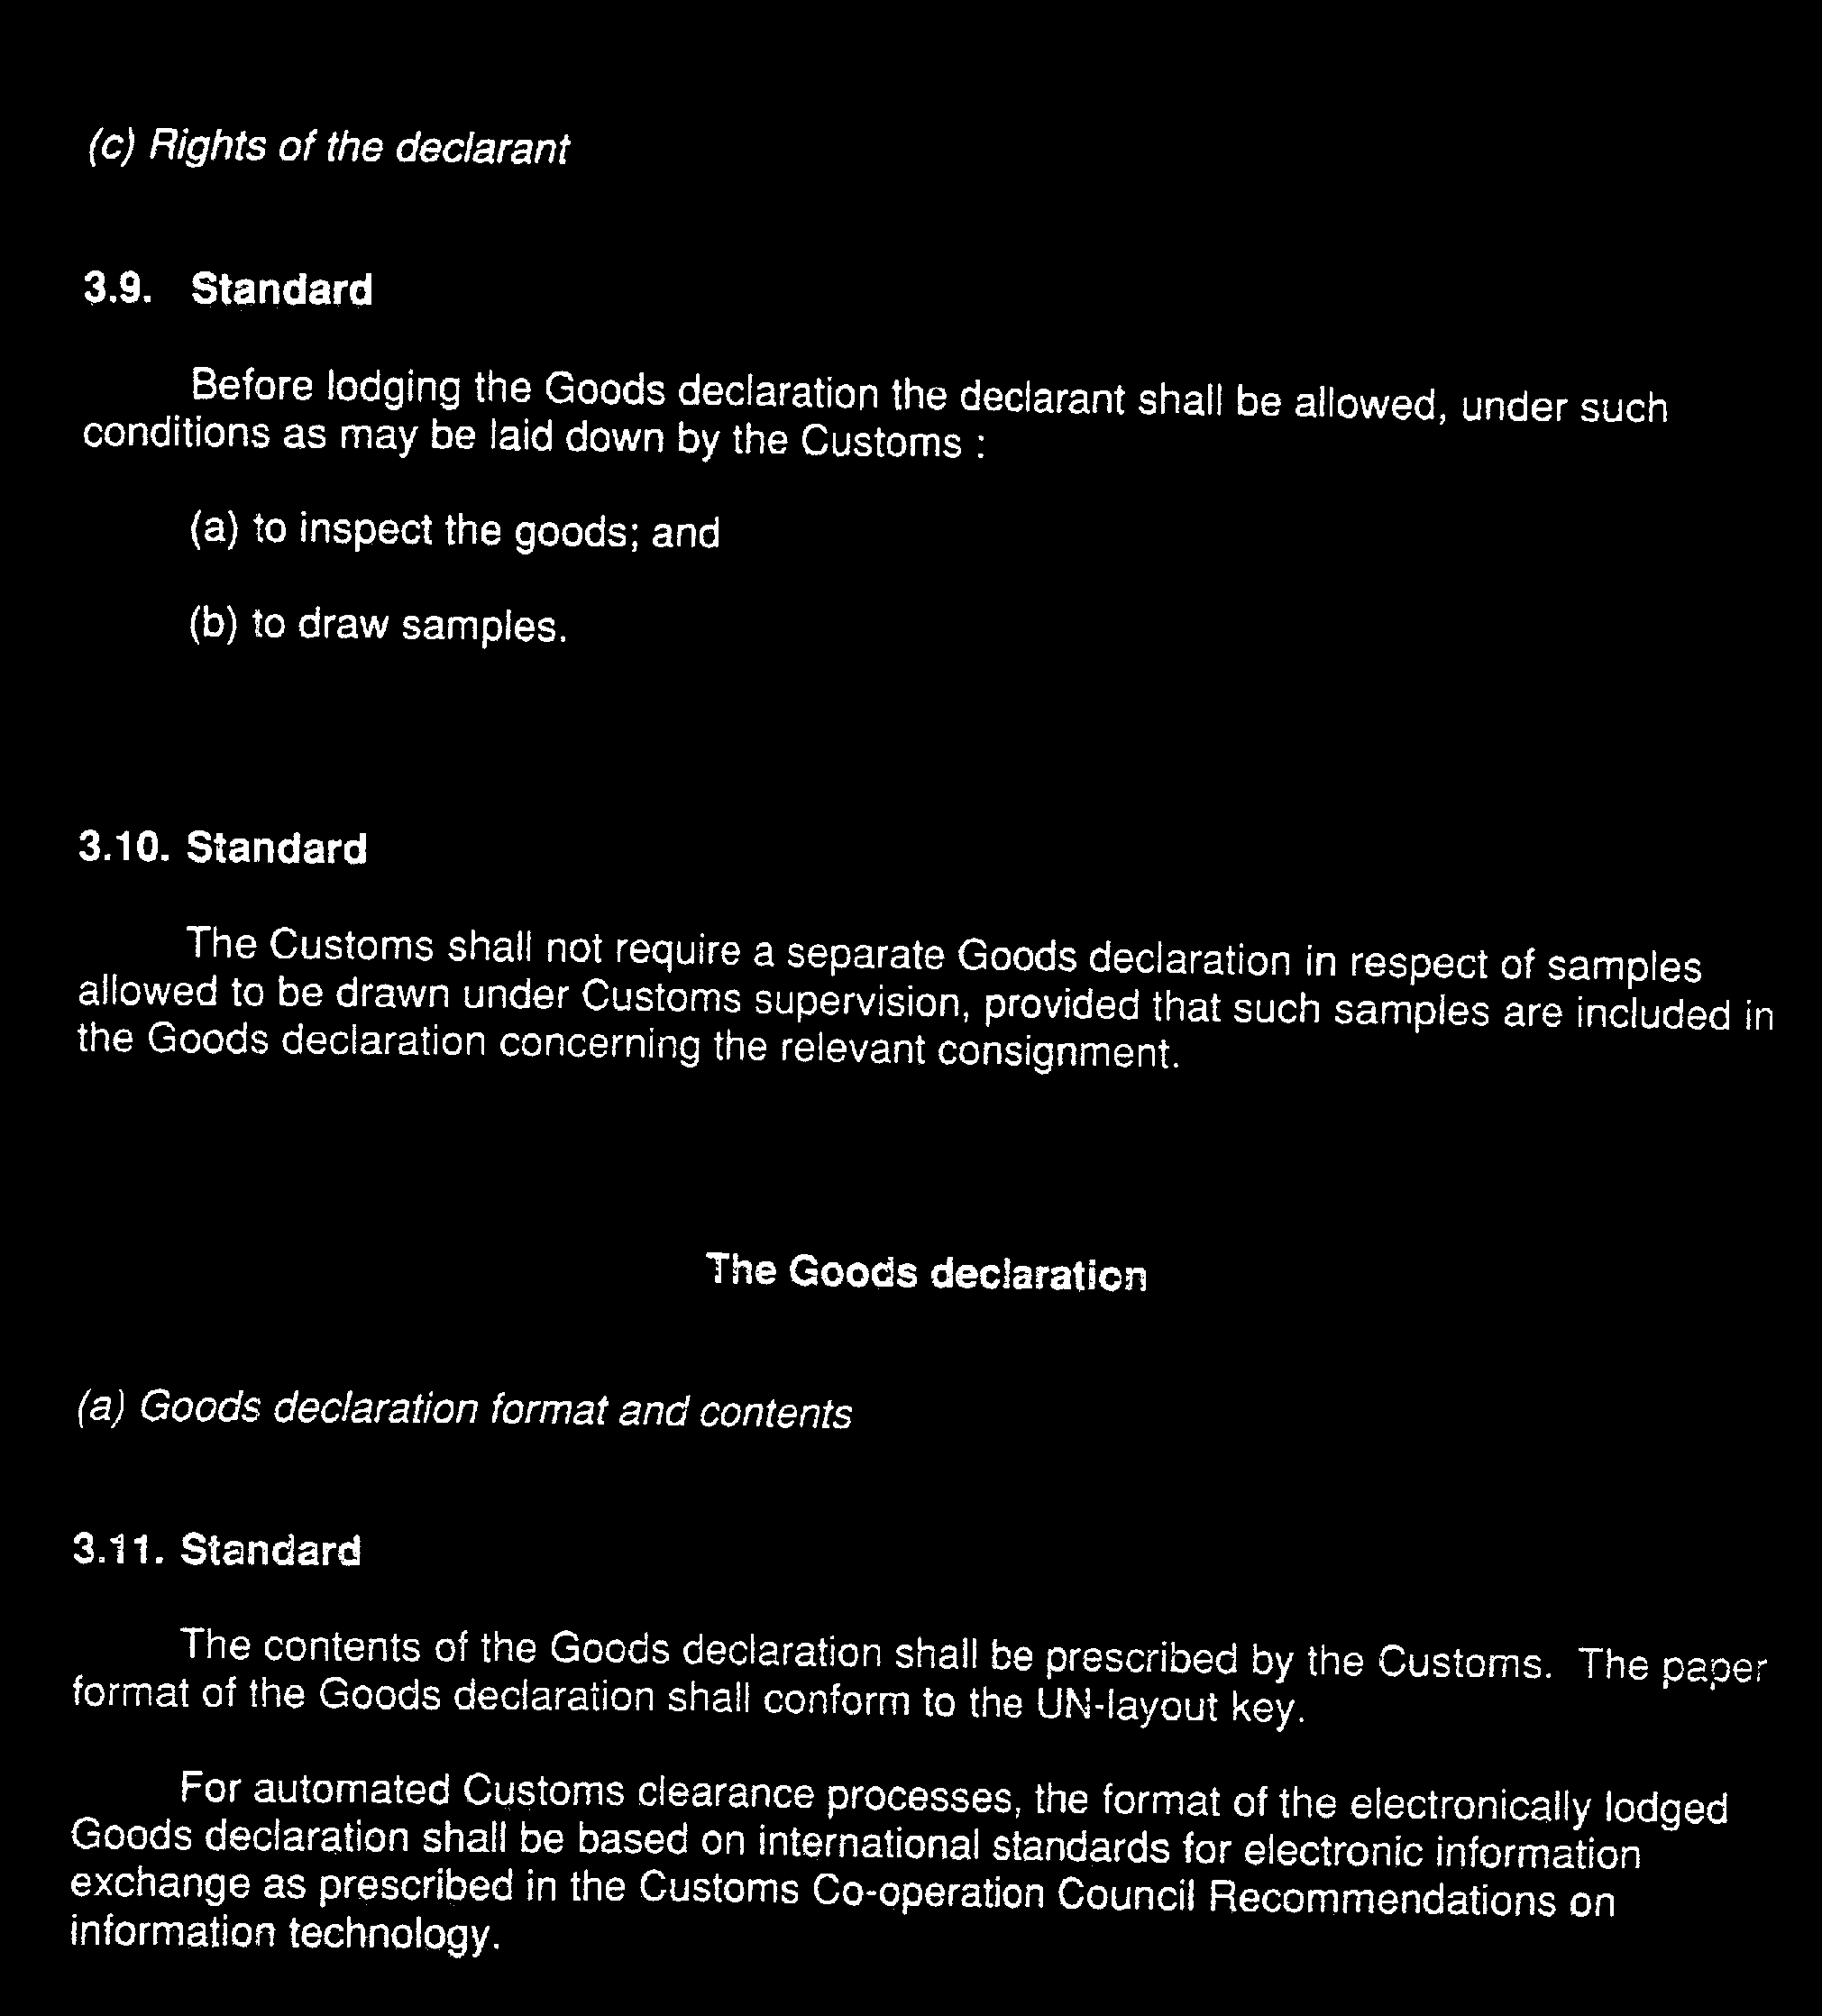 (c) Rights of the declarant
3.9. Standard
Before lodging the Goods declaration the declarant shall be allowed, under such
conditions as may be laid down by the Customs :
(a) to inspect the goods; and
(b) to draw samples.
3.10. Standard
The Customs shall not require a separate Goods declaration in respect of samples
allowed to be drawn under Customs supervision, provided that such samples are included in
the Goods declaration concerning the relevant consignment.
The Goods declaration
(a) Goods declaration format and contents
3.11. Standard
The contents of the Goods declaration shall be prescribed by the Customs. The paper
format of the Goods declaration shall conform to the UN-layout key.
For automated Customs clearance processes, the format of the electronically lodged
Goods declaration shall be based on international standards for electronic information
exchange as prescribed in the Customs Co-operation Council Recommendations on
information technology.